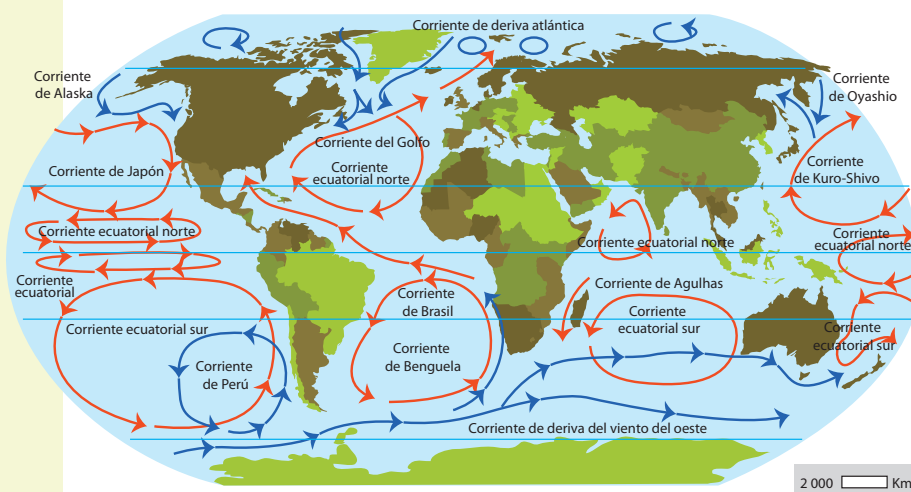 Corriente de deriva atlántica
Corriente
de Alaska
Corriente
de Oyashio
Corriente del Golfo
Corriente de Japón
Corriente
ecuatorial norte
Corriente
de Kuro-Shivo
Corriente ecuatorial norte
Corriente ecuatorial norte
Corriente
ecuatorial norte
Corriente
ecuatorial
Corriente de Agulhas
Corriente
de Brasil
Corriente
ecuatorial sur
Corriente ecuatorial sur
Corriente
ecuatorial sur
Corriente
de Perú
Corriente
de Benguela
Corriente de deriva del viento del oeste
2 000 Km